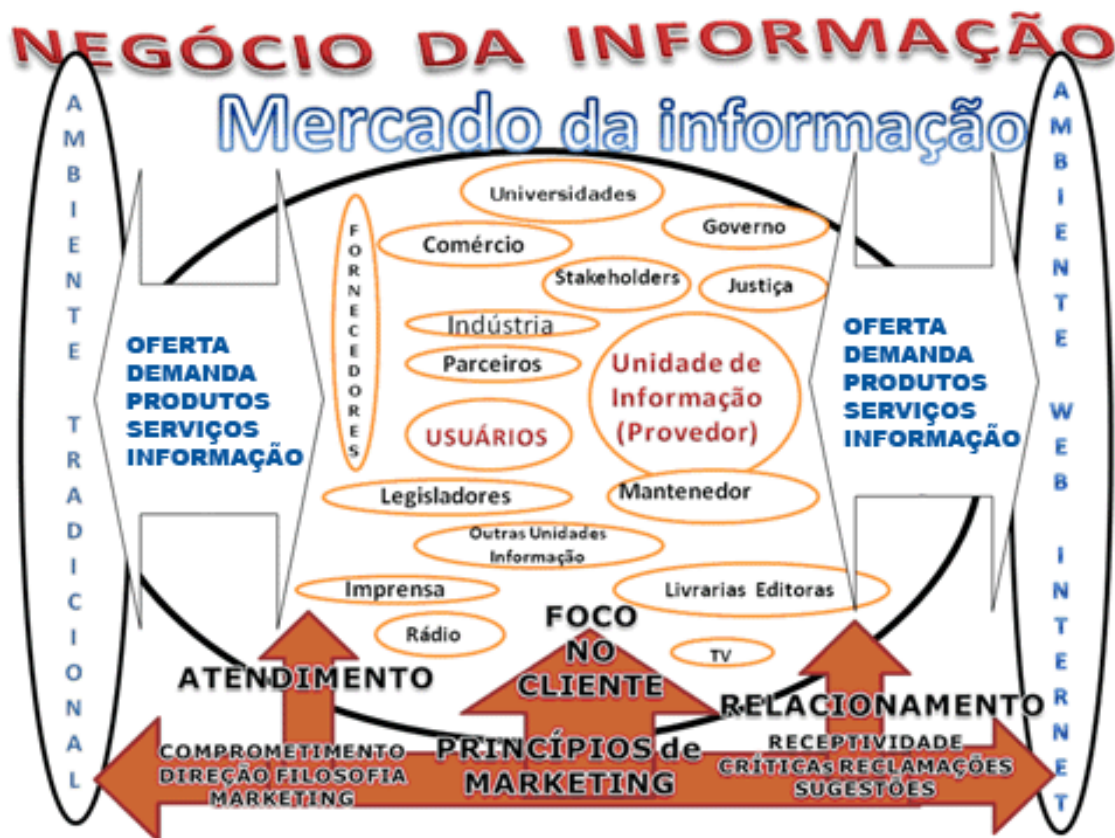 NEGÓCIO DA INFORMAÇÃO
Mercado da informação
AMBIENTE TRADICIONAL
OFERTA
DEMANDA
PRODUTOS
SERVIÇOS
INFORMAÇÃO
FORNECEDORES
Universidades
Governo
Comércio
Stakeholders
Justiça
Indústria
Parceiros
Unidade de
Informação
(Provedor)
USUÁRIOS
Legisladores
Mantenedor
Outras Unidades
Informação
Imprensa
Livrarias Editoras
Rádio
TV
OFERTA
DEMANDA
PRODUTOS
SERVIÇOS
INFORMAÇÃO
AMBIENTE WEB INTERNET
ATENDIMENTO
FOCO
NO
CLIENTE
RELACIONAMENTO
COMPROMETIMENTO
DIREÇÃO FILOSOFIA
MARKETING
PRINCÍPIOS de
MARKETING
RECEPTIVIDADE
CRÍTICAs RECLAMAÇÕES
SUGESTÕES